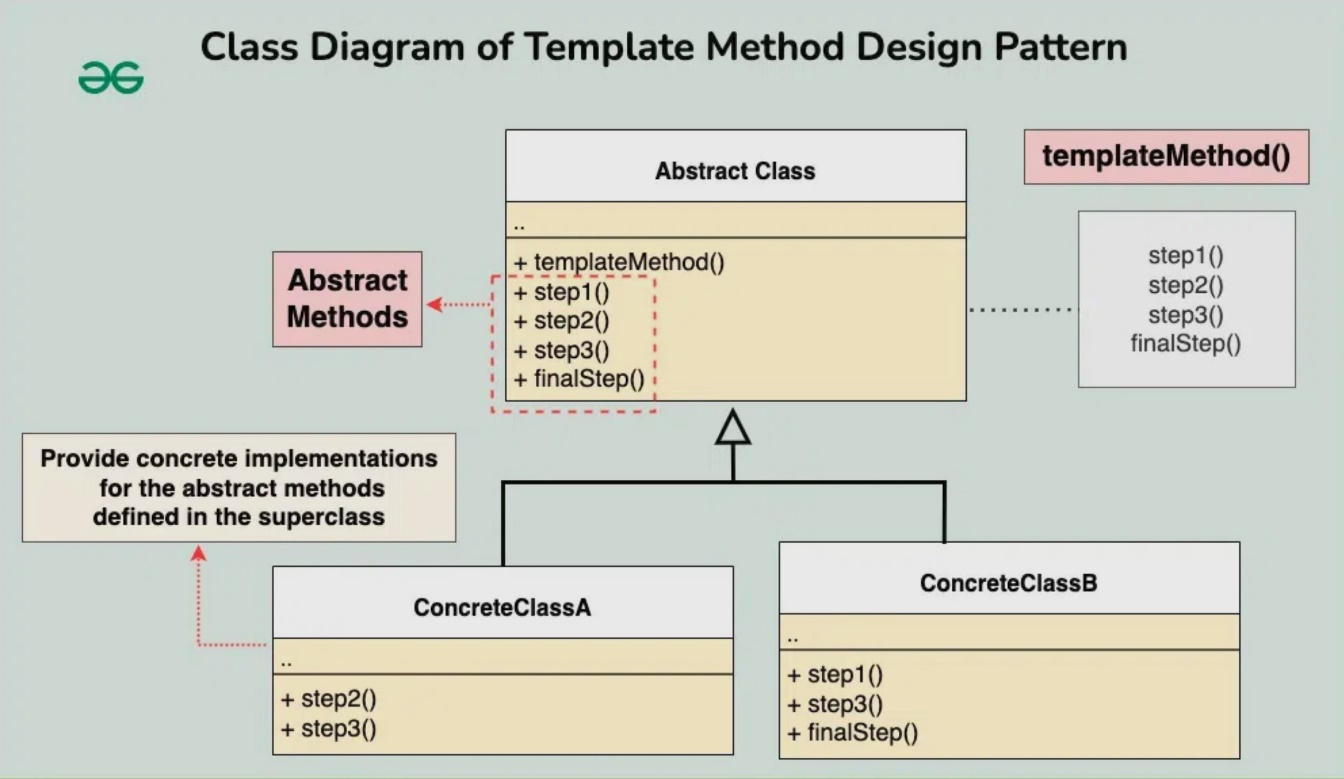 Class Diagram of Template Method Design Pattern
Abstract Class
..
+ templateMethod()
+ step1()
+ step2()
+ step3()
+ finalStep()
templateMethod()
step1()
step2()
step3()
finalStep()
Abstract
Methods
Provide concrete implementations
for the abstract methods
defined in the superclass
ConcreteClassA
..
+ step2()
+ step3()
ConcreteClassB
..
+ step1()
+ step3()
+ finalStep()